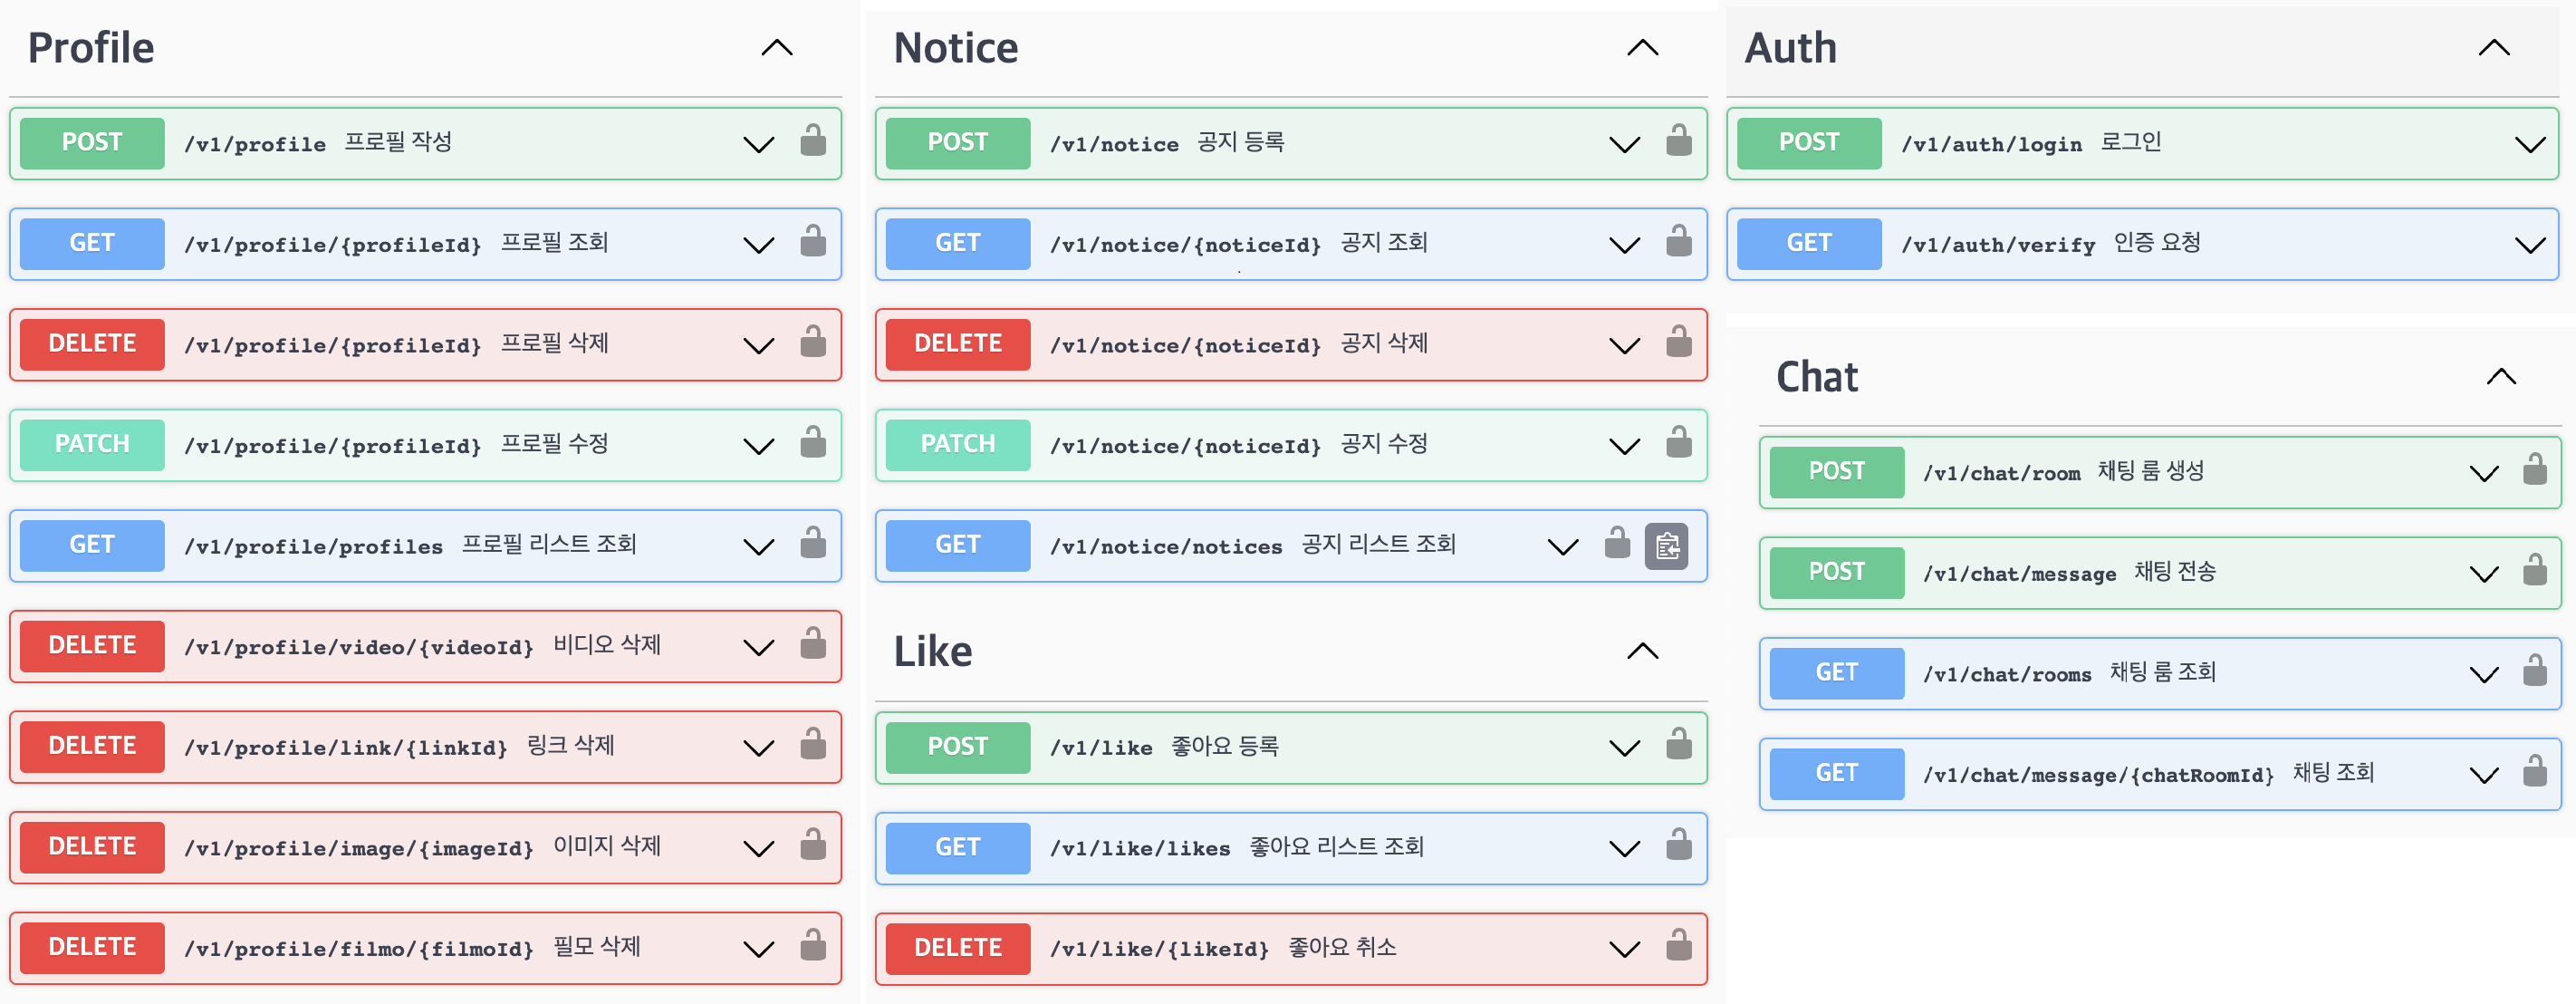 Profile
POST /v1/profile 프로필 작성
GET /v1/profile/{profileId} 프로필 조회
DELETE /v1/profile/{profileId} 프로필 삭제
PATCH /v1/profile/{profileId} 프로필 수정
GET /v1/profile/profiles 프로필 리스트 조회
DELETE /v1/profile/video/{videoId} 비디오 삭제
DELETE /v1/profile/link/{linkId} 링크 삭제
DELETE /v1/profile/image/{imageId} 이미지 삭제
DELETE /v1/profile/filmo/{filmoId} 필모 삭제
Notice
POST /v1/notice 공지 등록
GET /v1/notice/{noticeId} 공지 조회
DELETE /v1/notice/{noticeId} 공지 삭제
PATCH /v1/notice/{noticeId} 공지 수정
GET /v1/notice/notices 공지 리스트 조회
Like
POST /v1/like 좋아요 등록
GET /v1/like/likes 좋아요 리스트 조회
DELETE /v1/like/{likeId} 좋아요 취소
Auth
POST /v1/auth/login 로그인
GET /v1/auth/verify 인증 요청
Chat
POST /v1/chat/room 채팅 룸 생성
POST /v1/chat/message 채팅 전송
GET /v1/chat/rooms 채팅 룸 조회
GET /v1/chat/message/{chatRoomId} 채팅 조회